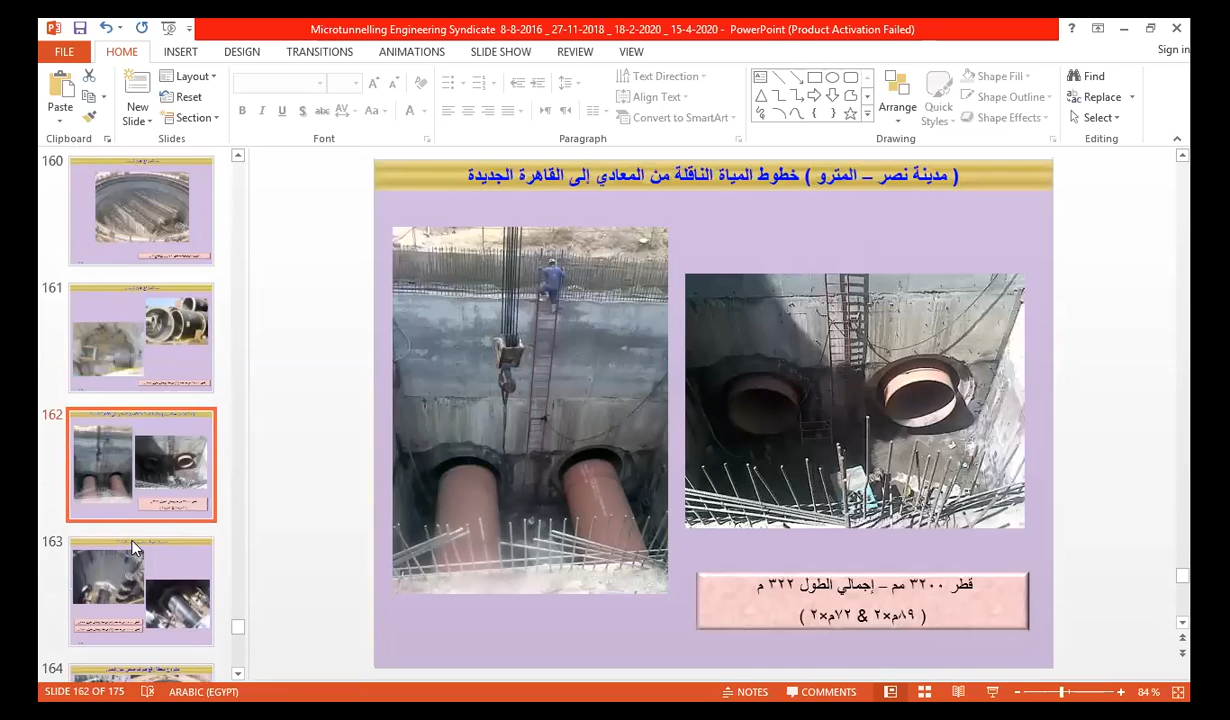 Microtunnelling Engineering Syndicate 8-8-2016 _ 27-11-2018 _ 18-2-2020 _ 15-4-2020 - PowerPoint (Product Activation Failed)
Sign in
FILE HOME INSERT DESIGN TRANSITIONS ANIMATIONS SLIDE SHOW REVIEW VIEW
Paste
New
Slide
Layout
Reset
Section
B I U S abc AV Aa A
Text Direction
Align Text
Convert to SmartArt
Arrange
Quick
Styles
Shape Fill
Shape Outline
Shape Effects
Find
Replace
Select
Clipboard Slides Font Paragraph Drawing Editing
160
161
162
163
164
( مدينة نصر – المترو ) خطوط المياة الناقلة من المعادي إلى القاهرة الجديدة
قطر ٣٢٠٠ مم – إجمالي الطول ٣٢٢ م
( ٨٩م×٢ & ٧٢م×٢ )
SLIDE 162 OF 175 ARABIC (EGYPT) NOTES COMMENTS 84 %